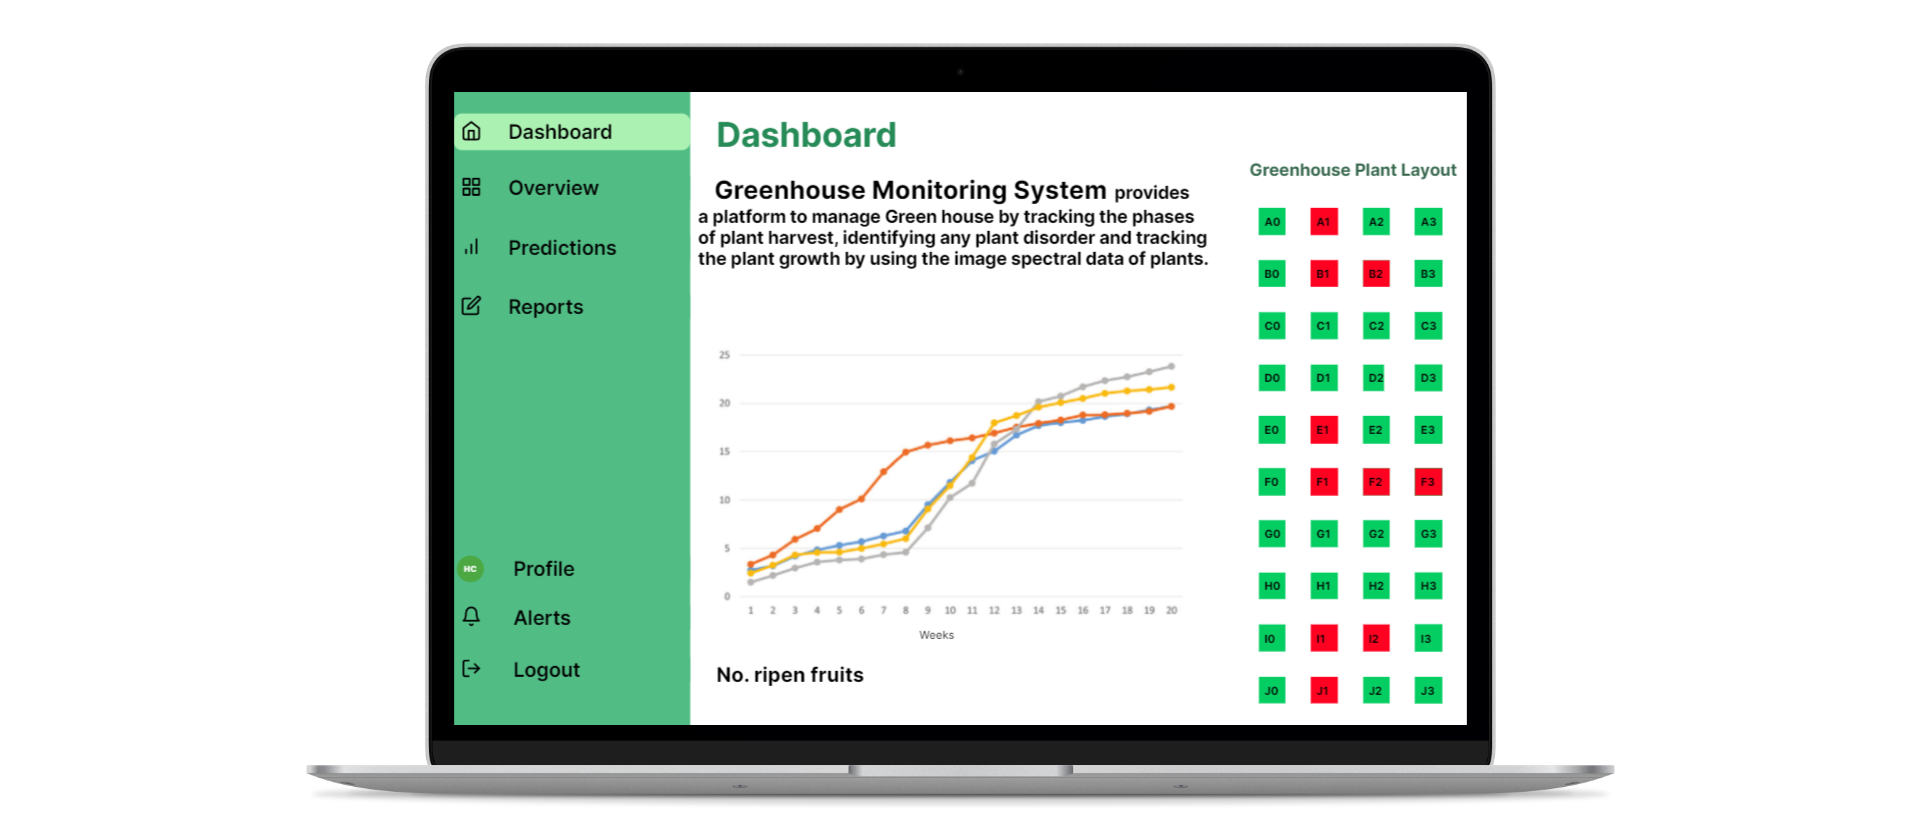 Dashboard
Overview
Predictions
Reports
HC Profile
Alerts
Logout
Dashboard
Greenhouse Monitoring System provides
a platform to manage Green house by tracking the phases
of plant harvest, identifying any plant disorder and tracking
the plant growth by using the image spectral data of plants.
25
20
15
10
5
0
1 2 3 4 5 6 7 8 9 10 11 12 13 14 15 16 17 18 19 20
Weeks
No. ripen fruits
Greenhouse Plant Layout
A0 A1 A2 A3
B0 B1 B2 B3
C0 C1 C2 C3
D0 D1 D2 D3
E0 E1 E2 E3
F0 F1 F2 F3
G0 G1 G2 G3
H0 H1 H2 H3
I0 I1 I2 I3
J0 J1 J2 J3